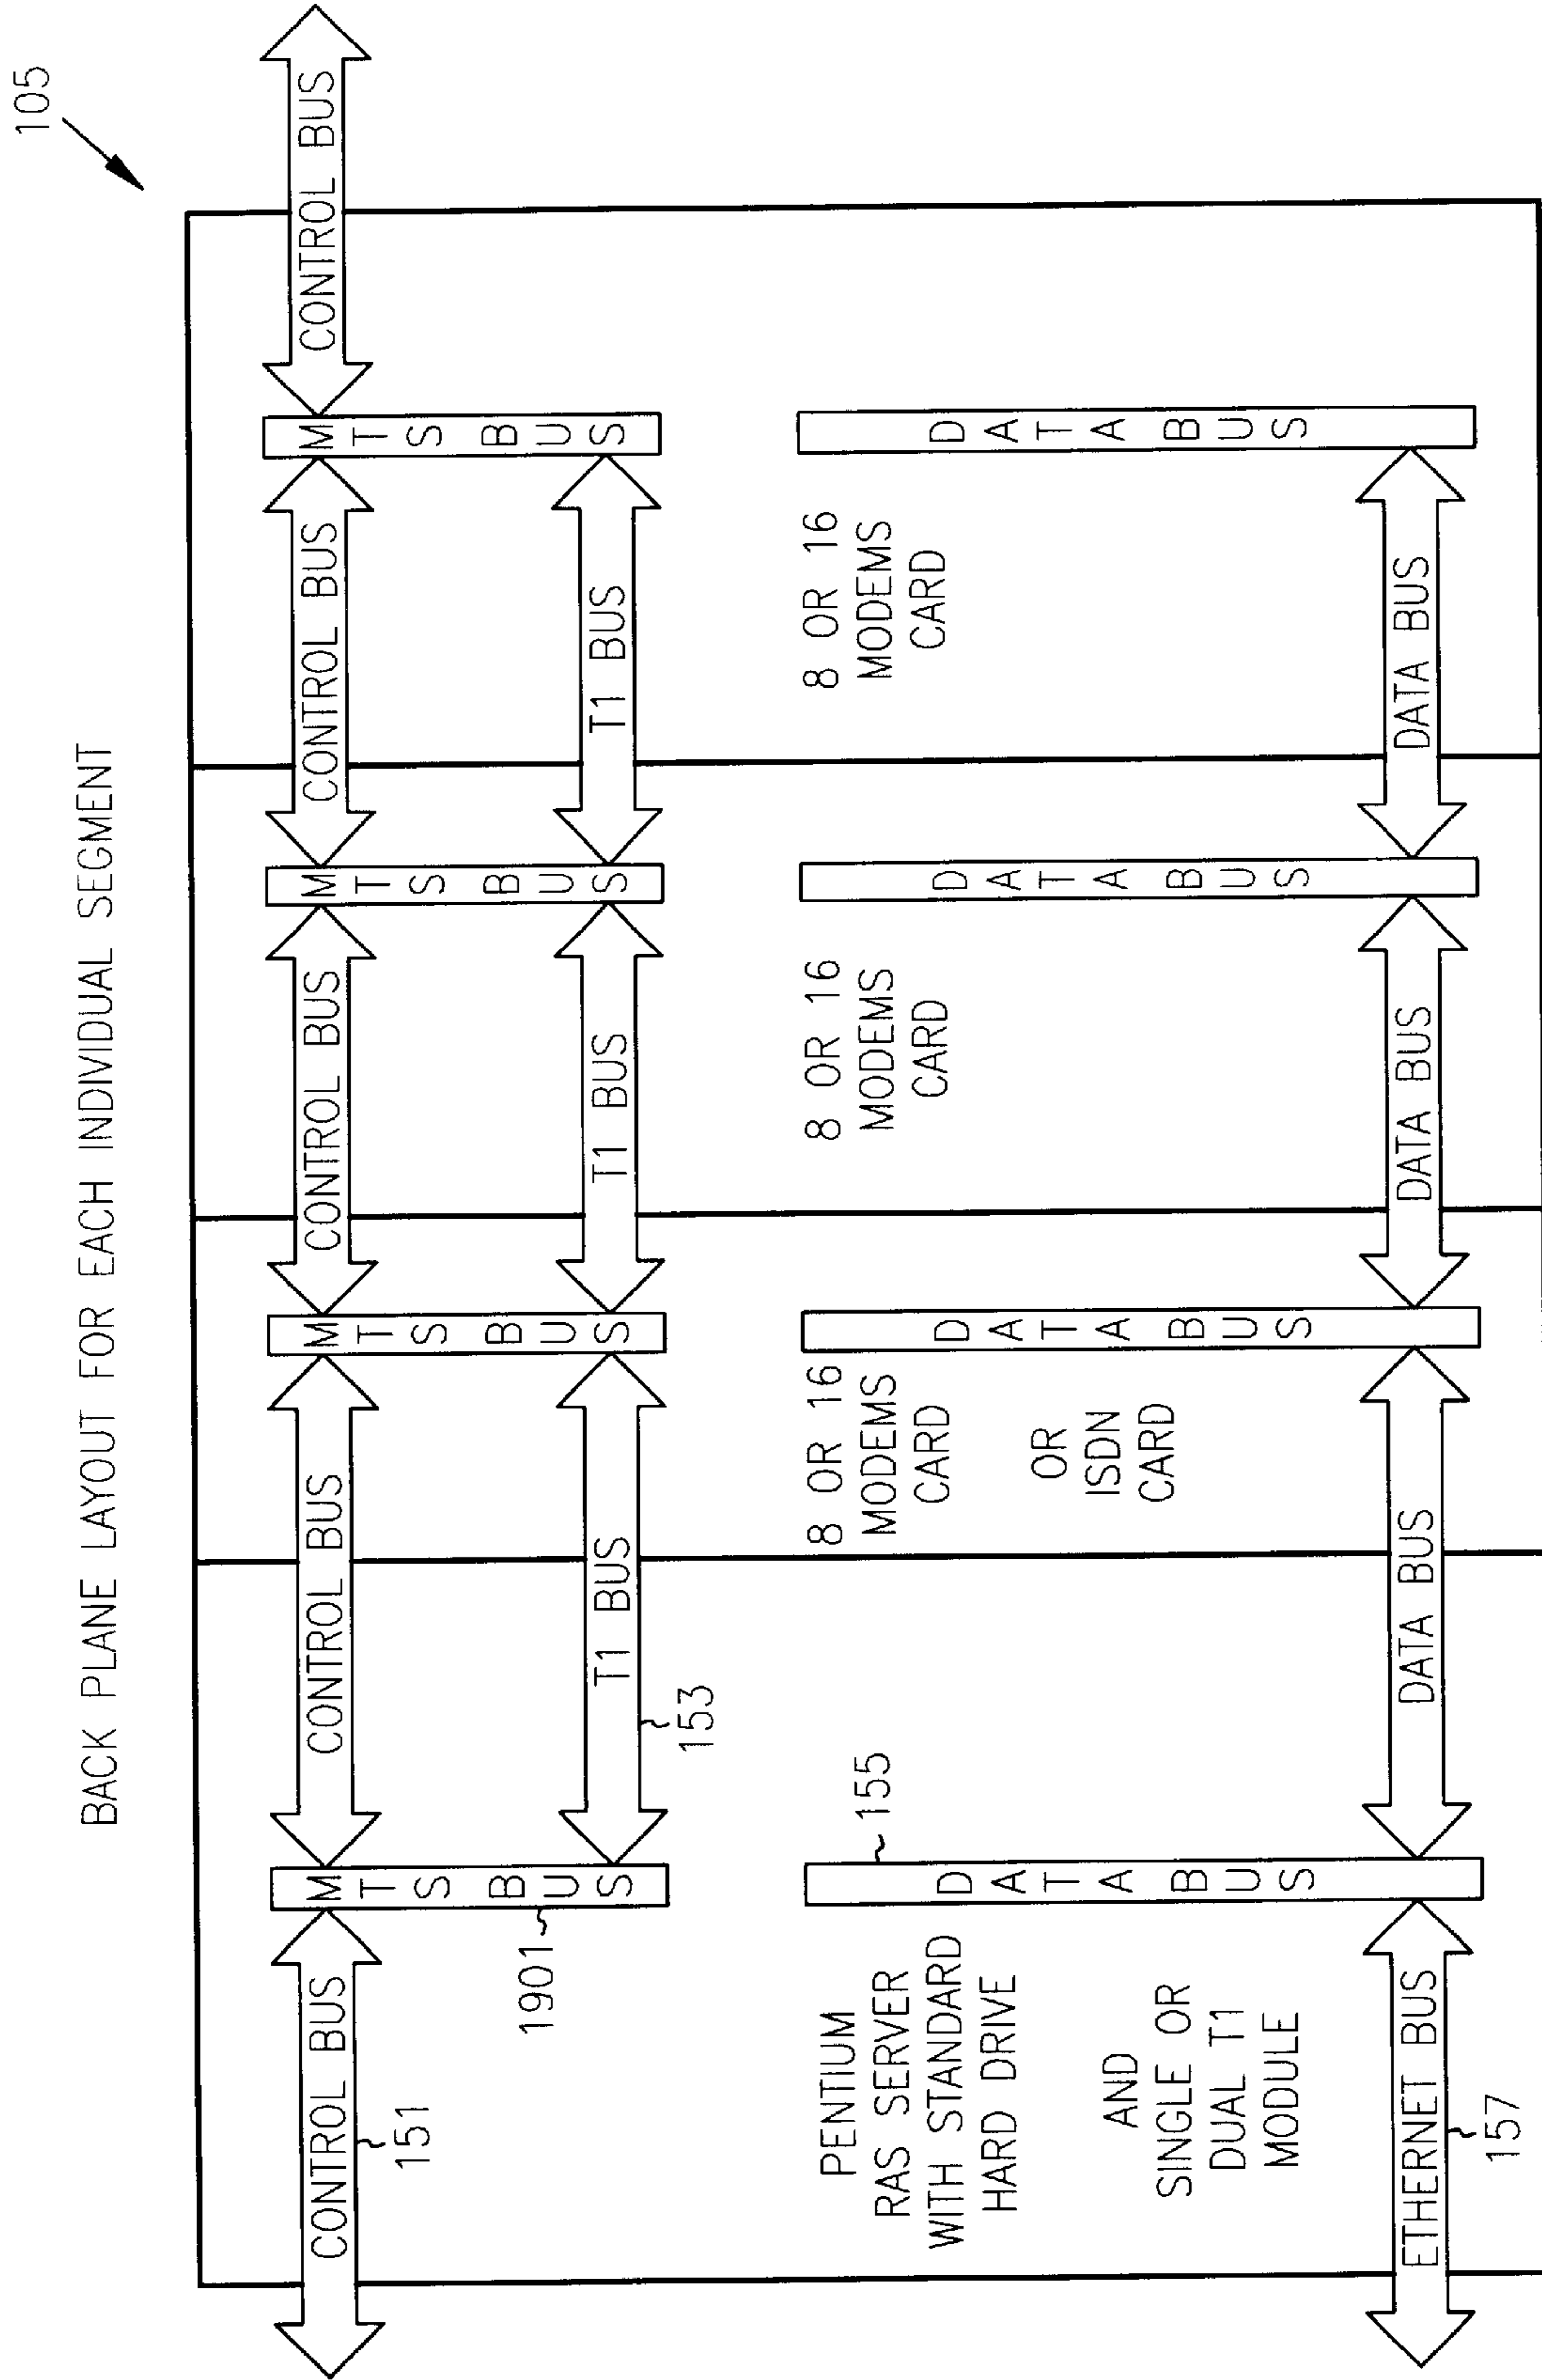 BACK PLANE LAYOUT FOR EACH INDIVIDUAL SEGMENT
105
CONTROL BUS
CONTROL BUS
CONTROL BUS
CONTROL BUS
CONTROL BUS
151
MTS BUS
MTS BUS
MTS BUS
MTS BUS
1901
T1 BUS
T1 BUS
T1 BUS
153
155
PENTIUM
RAS SERVER
WITH STANDARD
HARD DRIVE
AND
SINGLE OR
DUAL T1
MODULE
DATA BUS
8 OR 16
MODEMS
CARD
OR
ISDN
CARD
DATA BUS
8 OR 16
MODEMS
CARD
DATA BUS
8 OR 16
MODEMS
CARD
DATA BUS
ETHERNET BUS
157
DATA BUS
DATA BUS
DATA BUS